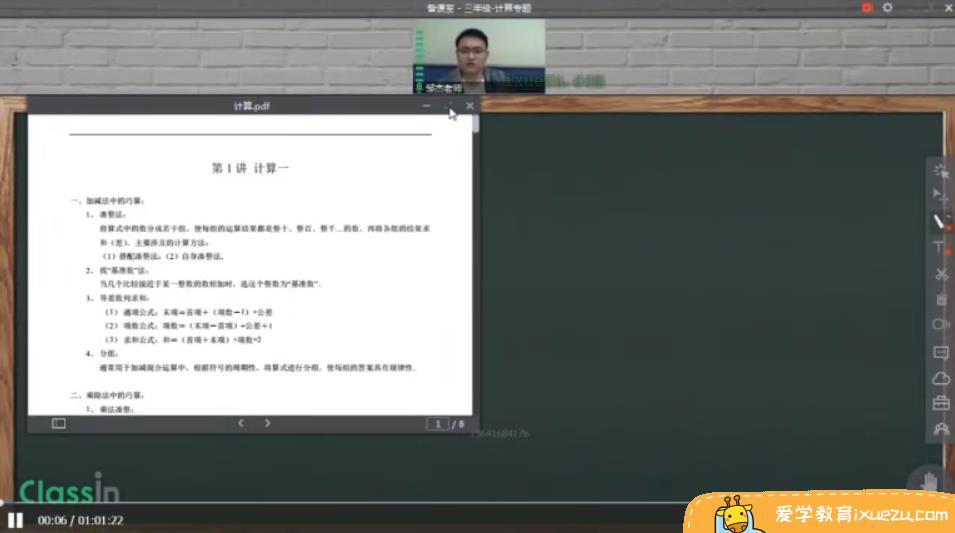 备课室 - 三年级-计算专题
邹杰老师
计算.pdf
第 1 讲 计算一
一、加减法中的巧算：
1、凑整法：
将算式中的数分成若干组，使每组的运算结果都是整十、整百、整千…的数，再将各组的结果求
和（差）. 主要涉及的计算方法：
（1）搭配凑整法；（2）自身凑整法.
2、找“基准数”法：
当几个比较接近于某一整数的数相加时，选这个整数为“基准数”.
3、等差数列求和：
（1） 通项公式：末项=首项+（项数−1）×公差
（2） 项数公式：项数=（末项−首项）÷公差+1
（3） 求和公式：和=（首项+末项）×项数÷2
4、分组：
通常用于加减混合运算中，根据符号的周期性，将算式进行分组，使每组的答案具有规律性.
二、乘除法中的巧算：
1、乘法凑整：
1 / 8
13641684176
ClassIn
00:06 / 01:01:22
爱学教育ixuezu.com